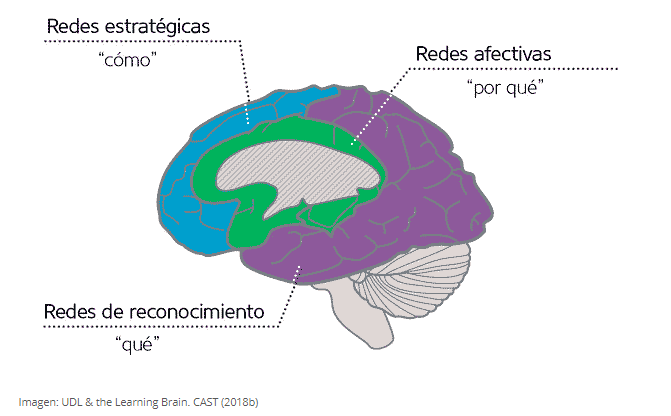 Redes estratégicas
“cómo”
Redes afectivas
“por qué”
Redes de reconocimiento
“qué”
Imagen: UDL & the Learning Brain. CAST (2018b)